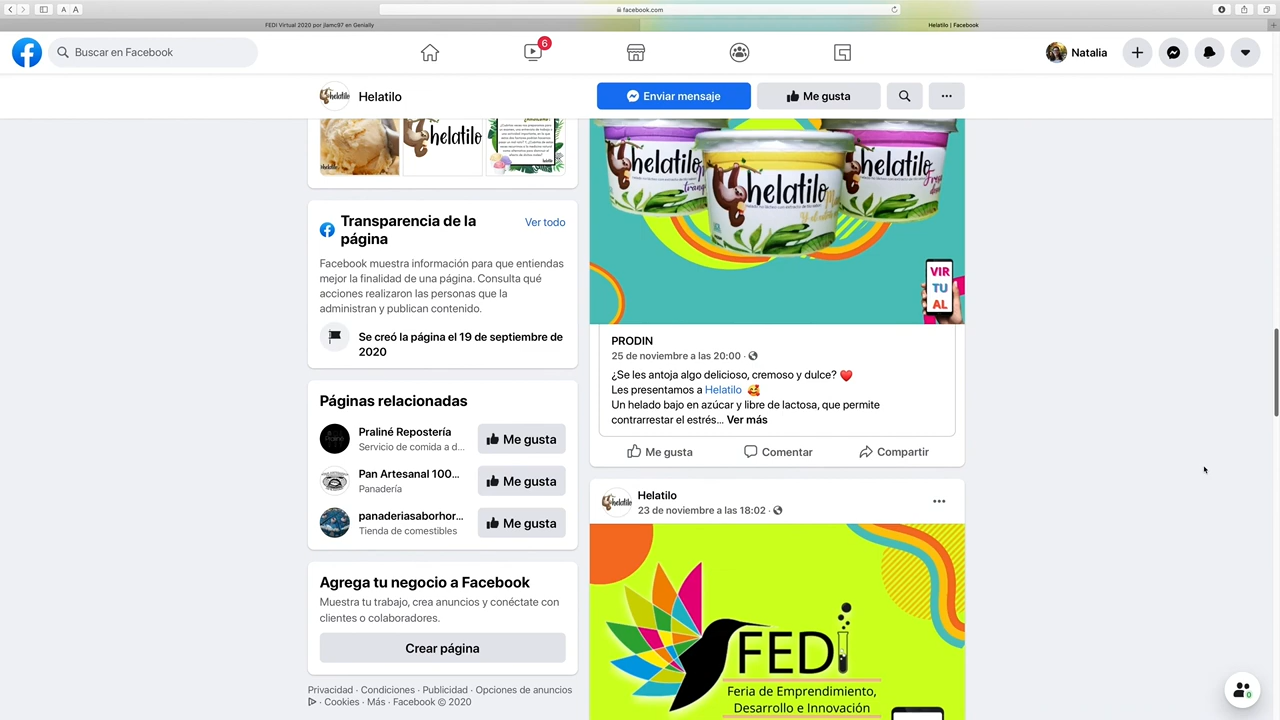 facebook.com
FEDI Virtual 2020 por jlamc97 en Genially
Helatilo | Facebook
A A
Buscar en Facebook
6
Natalia
Helatilo
Enviar mensaje
Me gusta
helatilo
Transparencia de la
página
Ver todo
Facebook muestra información para que entiendas
mejor la finalidad de una página. Consulta qué
acciones realizaron las personas que la
administran y publican contenido.
Se creó la página el 19 de septiembre de
2020
Páginas relacionadas
Praliné Repostería
Servicio de comida a d...
Me gusta
Pan Artesanal 100...
Panadería
Me gusta
panaderiasaborhor...
Tienda de comestibles
Me gusta
Agrega tu negocio a Facebook
Muestra tu trabajo, crea anuncios y conéctate con
clientes o colaboradores.
Crear página
Privacidad · Condiciones · Publicidad · Opciones de anuncios
· Cookies · Más · Facebook © 2020
helatilo
helatilo
helatilo
VIR
TU
AL
PRODIN
25 de noviembre a las 20:00 ·
¿Se les antoja algo delicioso, cremoso y dulce? ❤️
Les presentamos a Helatilo 🥰
Un helado bajo en azúcar y libre de lactosa, que permite
contrarrestar el estrés... Ver más
Me gusta
Comentar
Compartir
Helatilo
23 de noviembre a las 18:02 ·
FEDi
Feria de Emprendimiento,
Desarrollo e Innovación
0